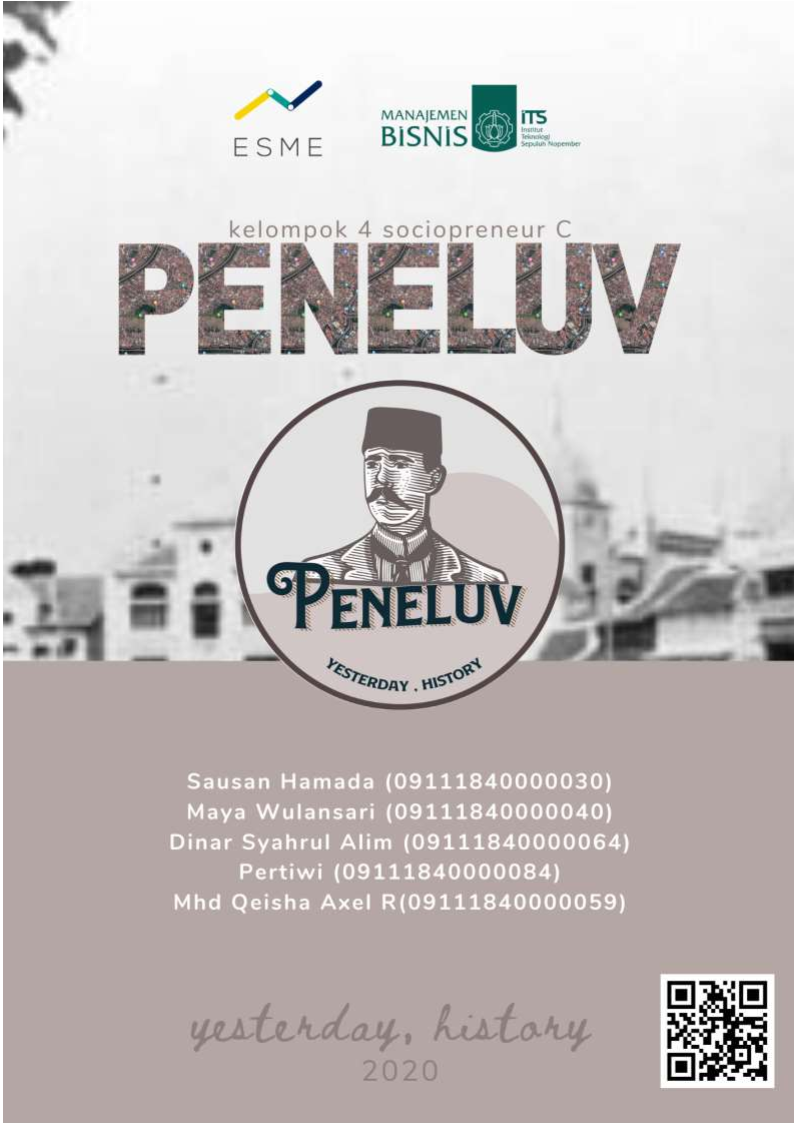 ESME
MANAJEMEN
BISNIS
iTS
Institut
Teknologi
Sepuluh Nopember
kelompok 4 sociopreneur C
PENELUV
PENELUV
YESTERDAY . HISTORY
Sausan Hamada (09111840000030)
Maya Wulansari (09111840000040)
Dinar Syahrul Alim (09111840000064)
Pertiwi (09111840000084)
Mhd Qeisha Axel R(09111840000059)
yesterday, history
2020